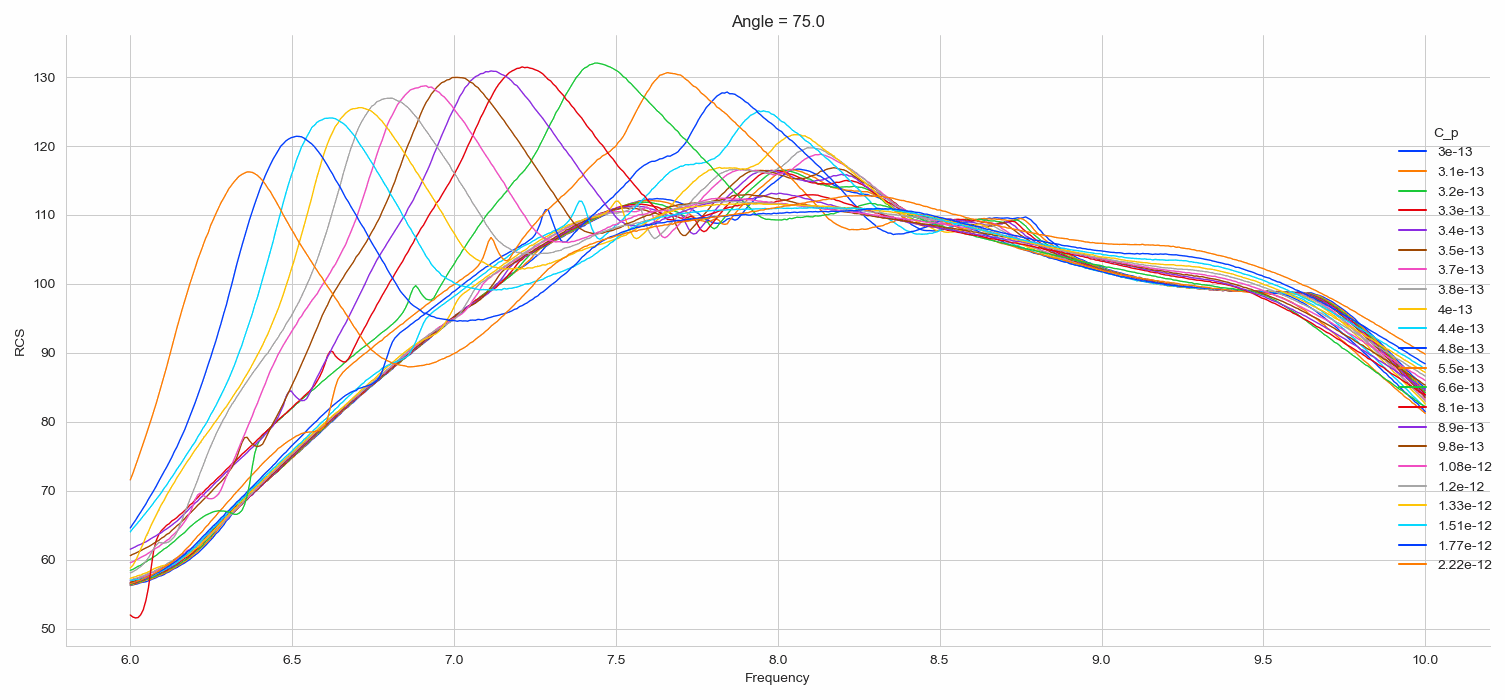 Angle = 75.0
130
120
110
100
90
80
70
60
50
RCS
6.0 6.5 7.0 7.5 8.0 8.5 9.0 9.5 10.0
Frequency
C_p
3e-13
3.1e-13
3.2e-13
3.3e-13
3.4e-13
3.5e-13
3.7e-13
3.8e-13
4e-13
4.4e-13
4.8e-13
5.5e-13
6.6e-13
8.1e-13
8.9e-13
9.8e-13
1.08e-12
1.2e-12
1.33e-12
1.51e-12
1.77e-12
2.22e-12